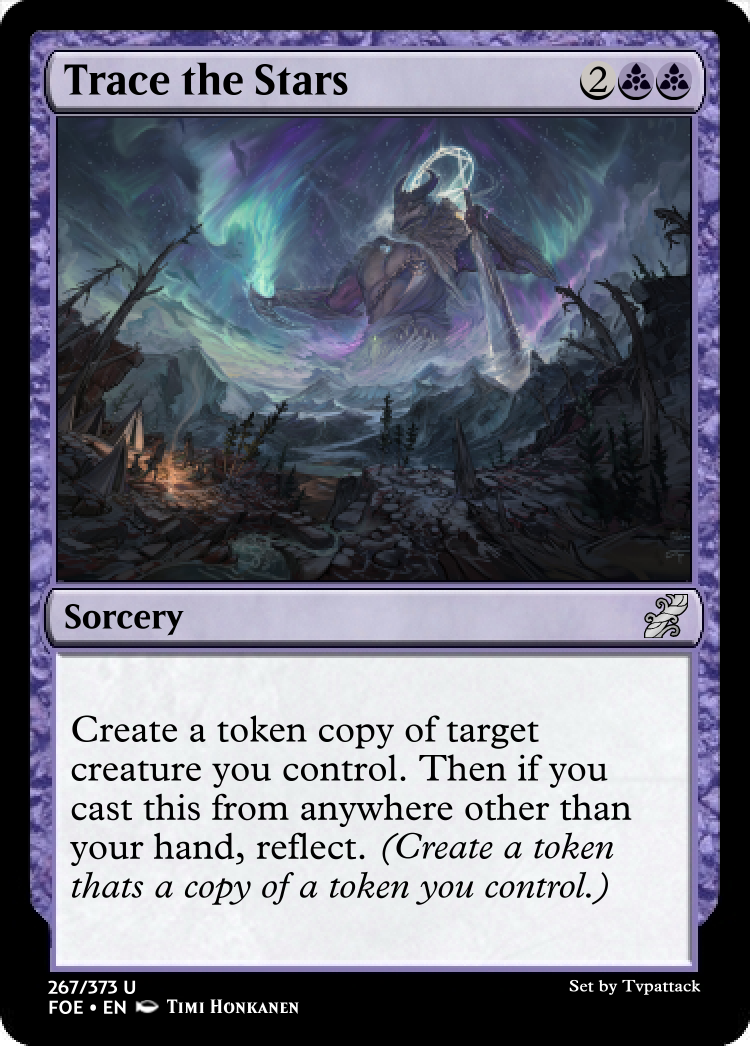 Trace the Stars 2
Sorcery
Create a token copy of target
creature you control. Then if you
cast this from anywhere other than
your hand, reflect. (Create a token
thats a copy of a token you control.)
267/373 U
Set by Tvpattack
FOE • EN TIMI HONKANEN